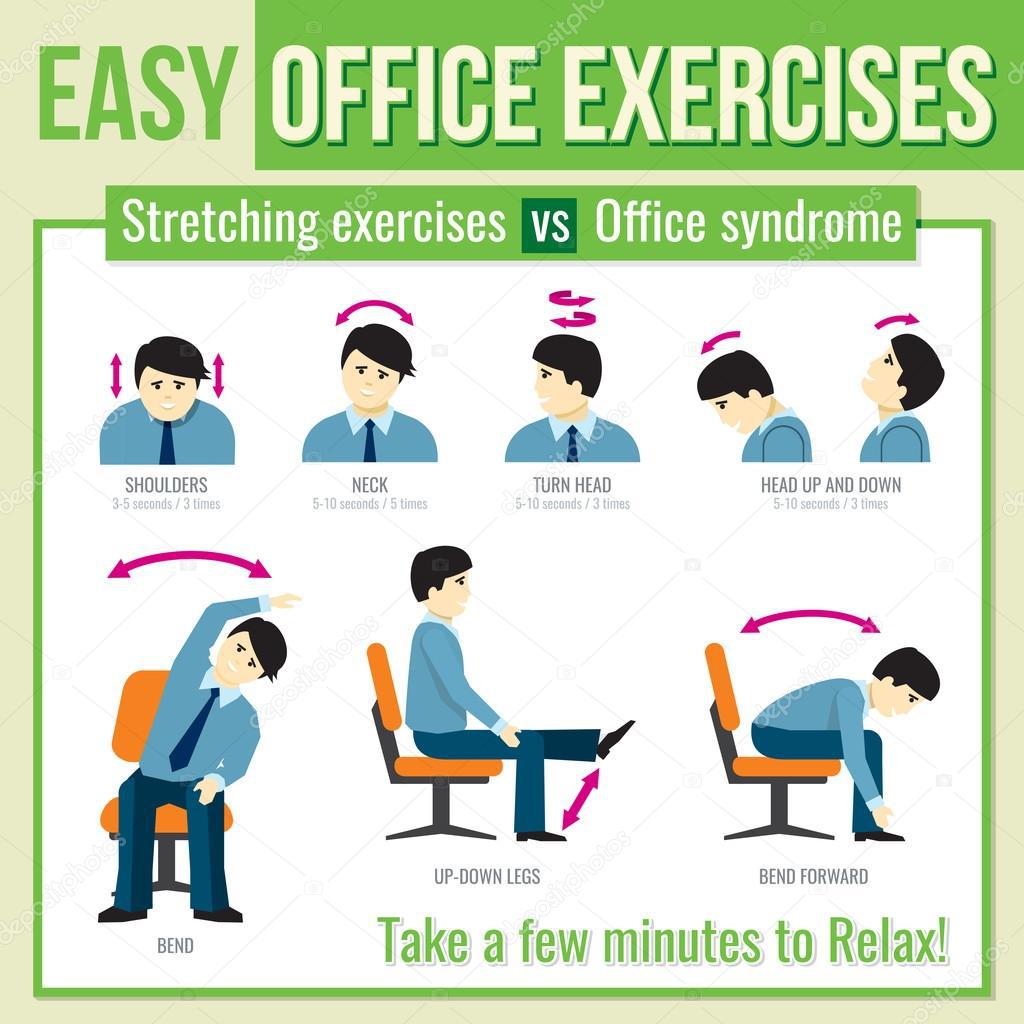 EASY OFFICE EXERCISES
Stretching exercises vs Office syndrome
SHOULDERS
3-5 seconds / 3 times
NECK
5-10 seconds / 5 times
TURN HEAD
5-10 seconds / 3 times
HEAD UP AND DOWN
5-10 seconds / 3 times
BEND
UP-DOWN LEGS
BEND FORWARD
Take a few minutes to Relax!
depositphotos